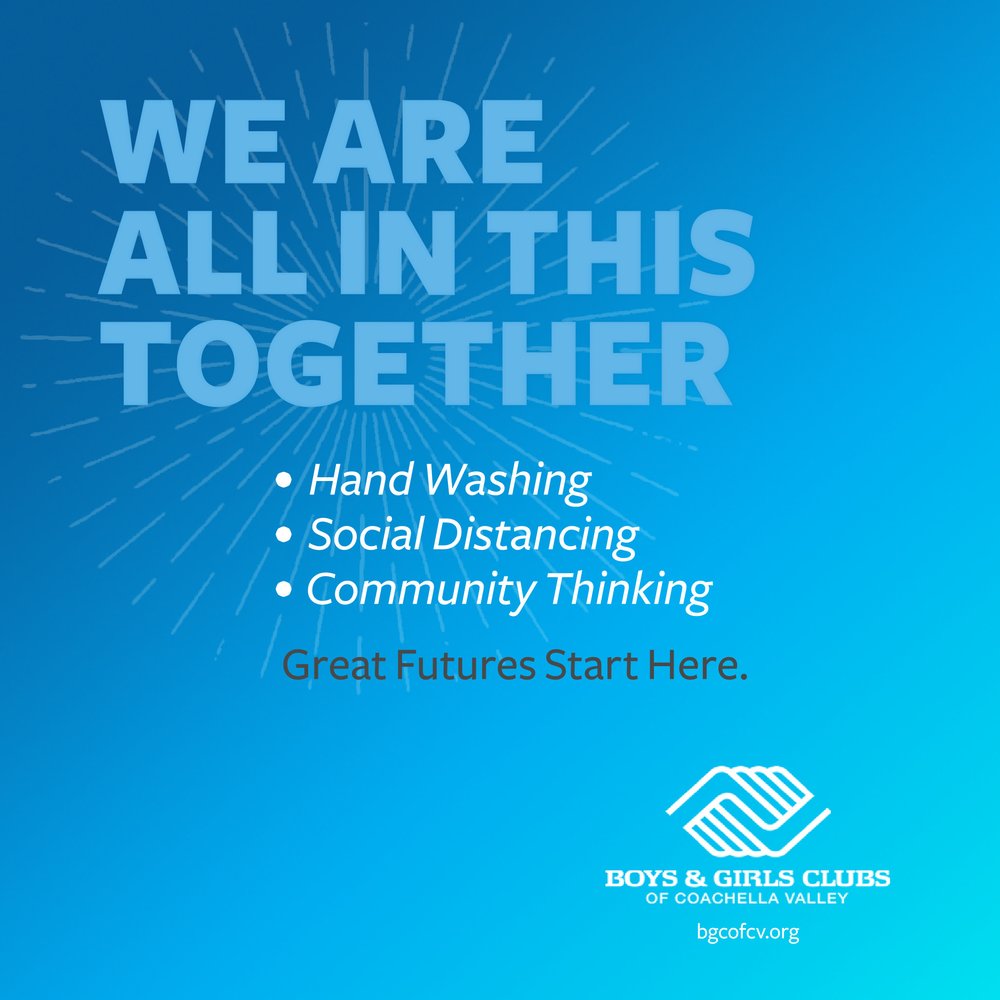 WE ARE
ALL IN THIS
TOGETHER
• Hand Washing
• Social Distancing
• Community Thinking
Great Futures Start Here.
BOYS & GIRLS CLUBS
OF COACHELLA VALLEY
bgcofcv.org